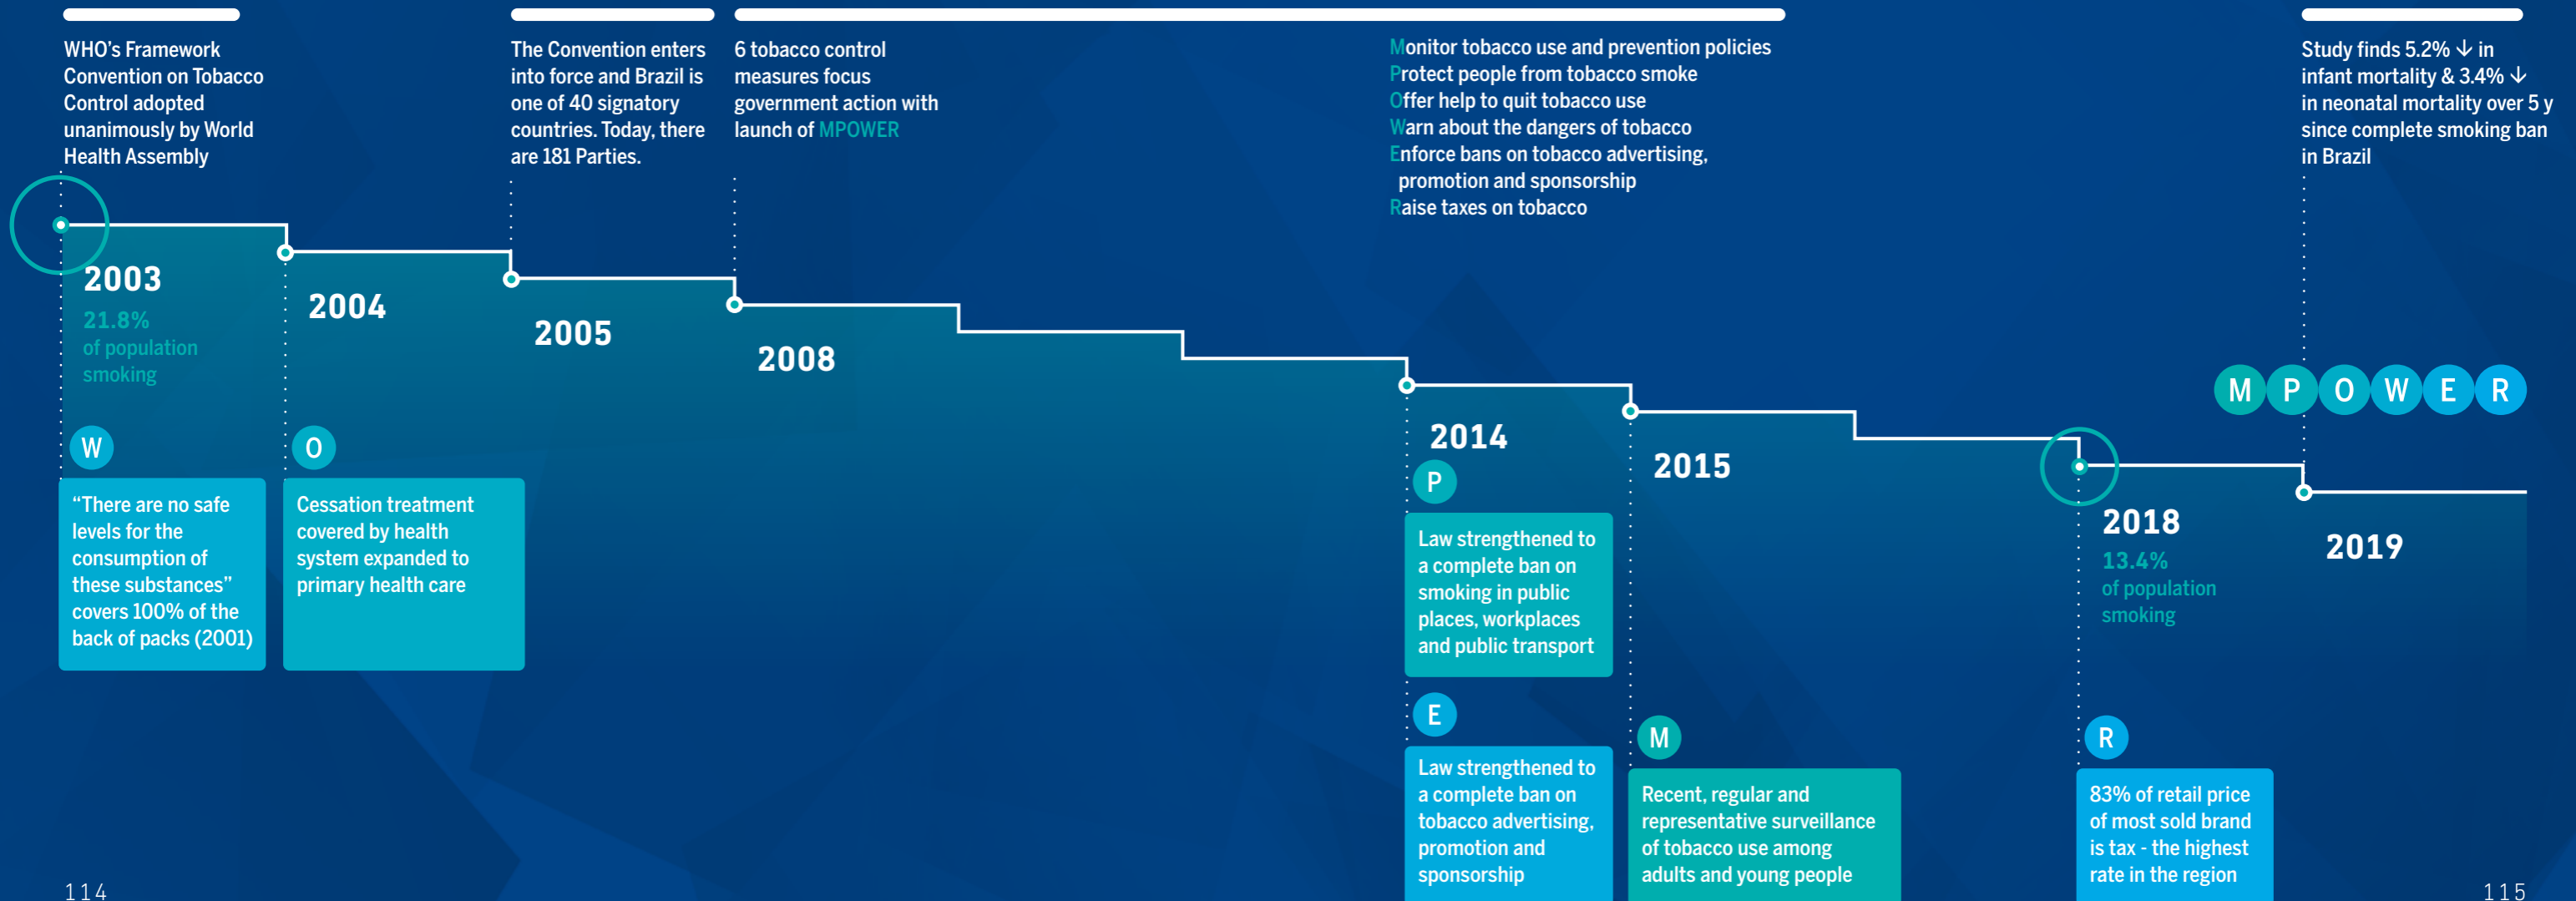 WHO's Framework
Convention on Tobacco
Control adopted
unanimously by World
Health Assembly
The Convention enters
into force and Brazil is
one of 40 signatory
countries. Today, there
are 181 Parties.
6 tobacco control
measures focus
government action with
launch of MPOWER
Monitor tobacco use and prevention policies
Protect people from tobacco smoke
Offer help to quit tobacco use
Warn about the dangers of tobacco
Enforce bans on tobacco advertising,
promotion and sponsorship
Raise taxes on tobacco
Study finds 5.2% ↓ in
infant mortality & 3.4% ↓
in neonatal mortality over 5 y
since complete smoking ban
in Brazil
2003
21.8%
of population
smoking
W
“There are no safe
levels for the
consumption of
these substances”
covers 100% of the
back of packs (2001)
2004
O
Cessation treatment
covered by health
system expanded to
primary health care
2005
2008
2014
P
Law strengthened to
a complete ban on
smoking in public
places, workplaces
and public transport
E
Law strengthened to
a complete ban on
tobacco advertising,
promotion and
sponsorship
2015
M
Recent, regular and
representative surveillance
of tobacco use among
adults and young people
2018
13.4%
of population
smoking
R
83% of retail price
of most sold brand
is tax - the highest
rate in the region
M P O W E R
2019
114
115